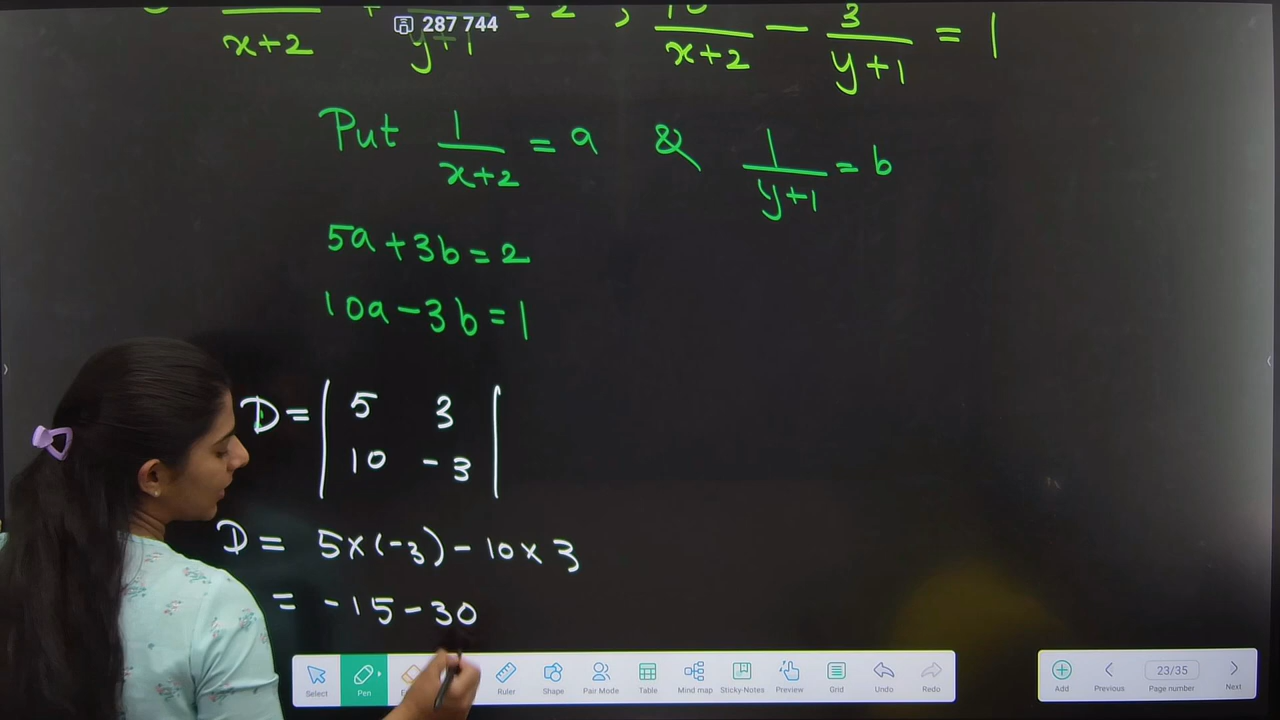 287 744
x+2 + y+1 = 2 , 10/x+2 - 3/y+1 = 1
Put 1/x+2 = a & 1/y+1 = b
5a+3b=2
10a-3b=1
D= | 5 3 |
| 10 -3 |
D = 5×(-3) - 10×3
= -15-30
Select Pen Ruler Shape Pair Mode Table Mind map Sticky-Notes Preview Grid Undo Redo
Add Previous 23/35 Page number Next